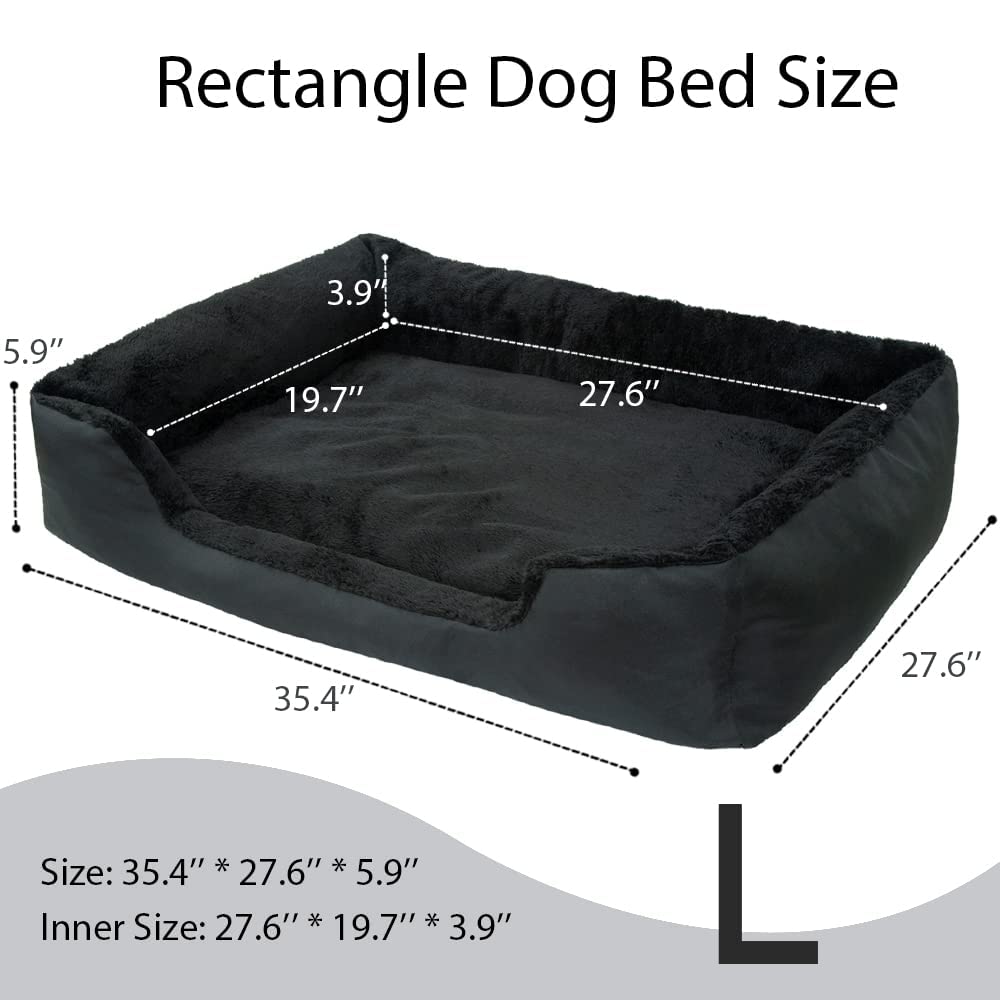 Rectangle Dog Bed Size
3.9’’
5.9’’
19.7’’
27.6’’
27.6’’
35.4’’
L
Size: 35.4’’ * 27.6’’ * 5.9’’
Inner Size: 27.6’’ * 19.7’’ * 3.9’’